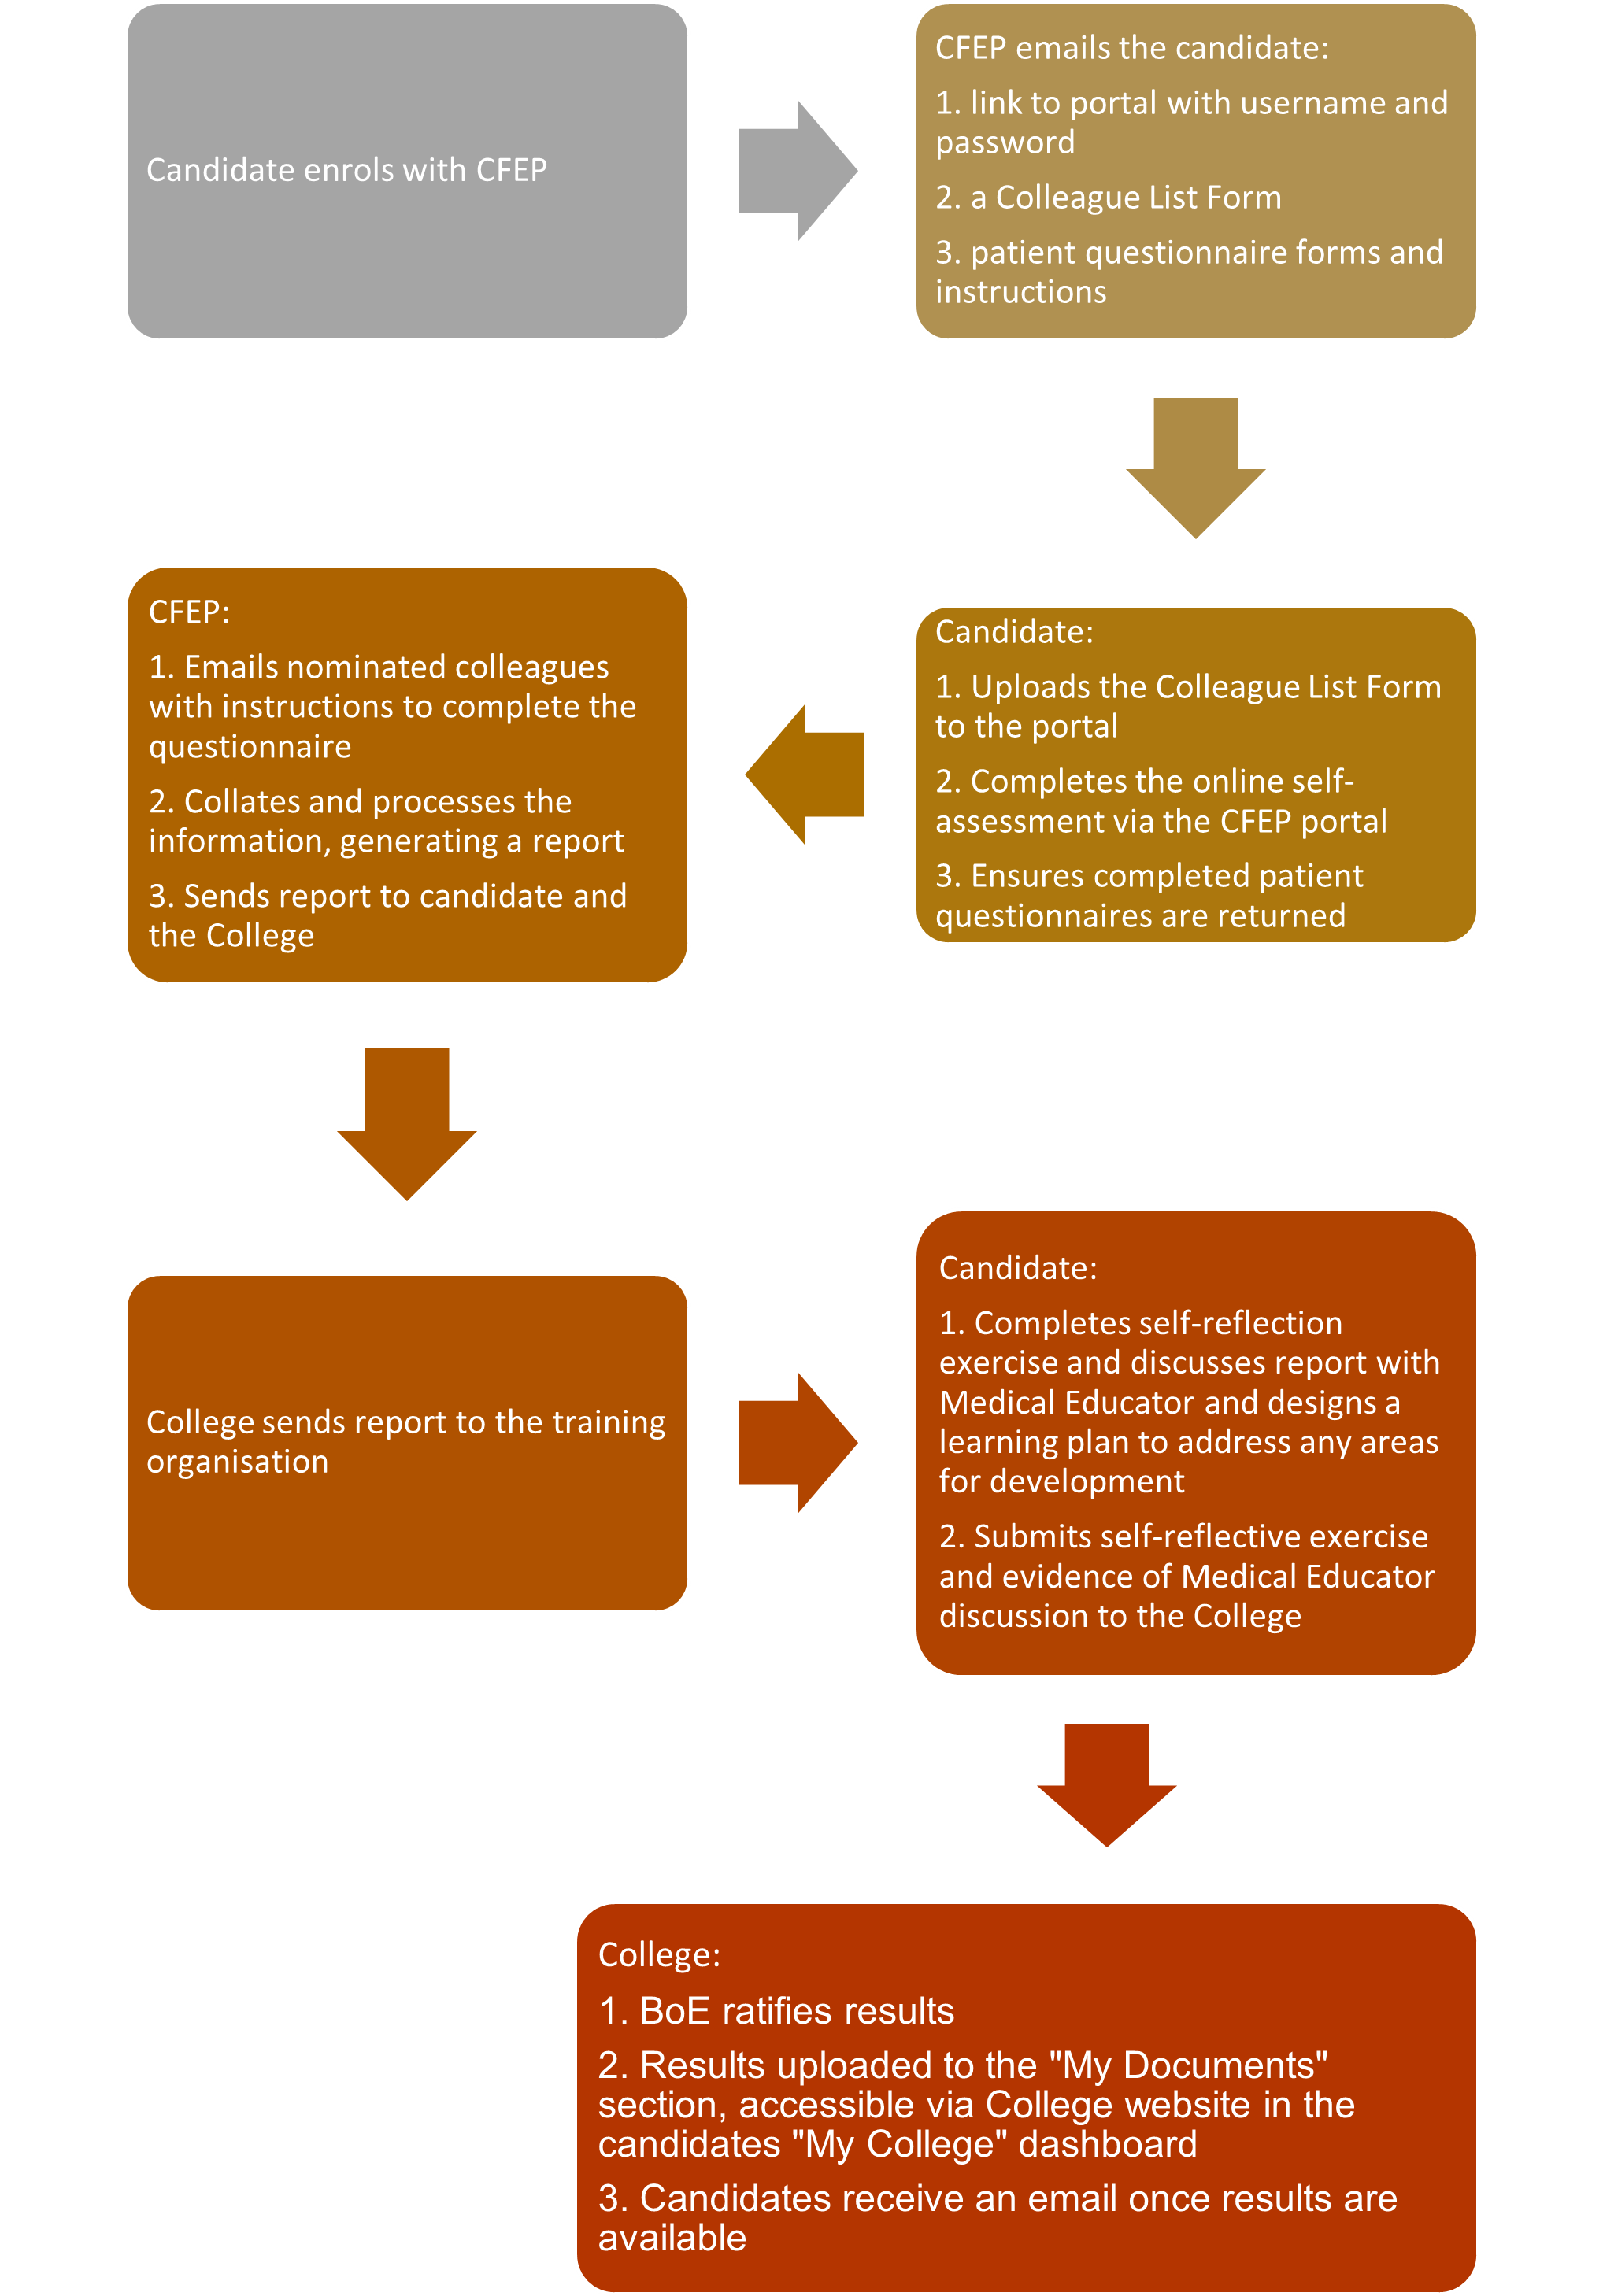 Candidate enrols with CFEP
CFEP emails the candidate:
1. link to portal with username and
password
2. a Colleague List Form
3. patient questionnaire forms and
instructions
Candidate:
1. Uploads the Colleague List Form
to the portal
2. Completes the online self-
assessment via the CFEP portal
3. Ensures completed patient
questionnaires are returned
CFEP:
1. Emails nominated colleagues
with instructions to complete the
questionnaire
2. Collates and processes the
information, generating a report
3. Sends report to candidate and
the College
College sends report to the training
organisation
Candidate:
1. Completes self-reflection
exercise and discusses report with
Medical Educator and designs a
learning plan to address any areas
for development
2. Submits self-reflective exercise
and evidence of Medical Educator
discussion to the College
College:
1. BoE ratifies results
2. Results uploaded to the "My Documents"
section, accessible via College website in the
candidates "My College" dashboard
3. Candidates receive an email once results are
available